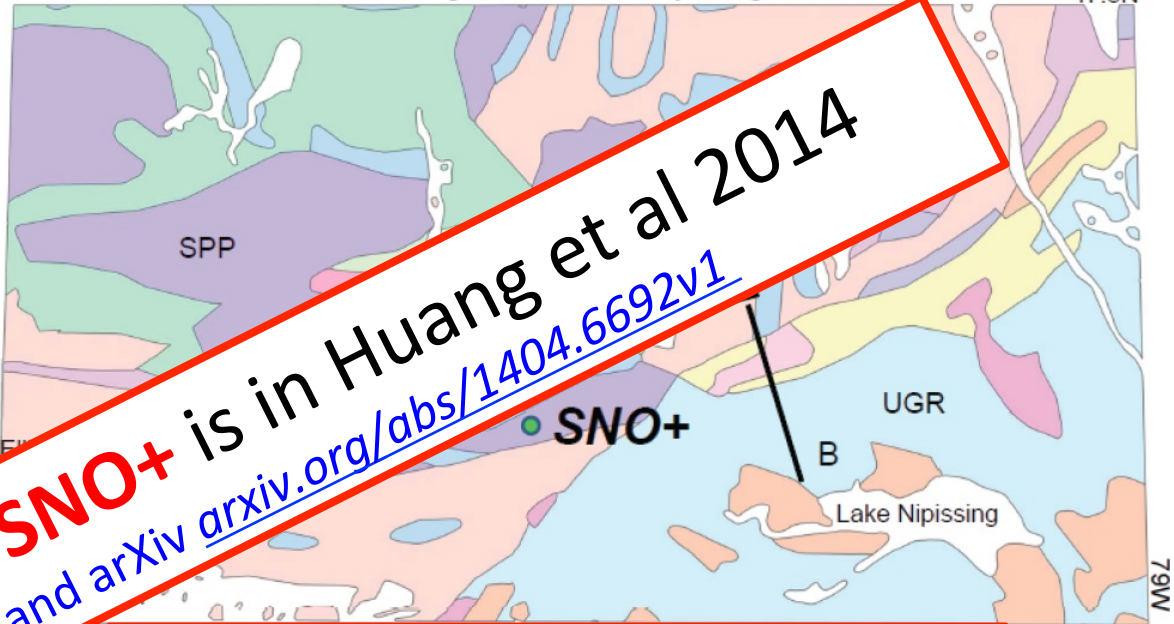 SPP
SNO+ is in Huang et al 2014
and arXiv arxiv.org/abs/1404.6692v1
SNO+
UGR
B
Lake Nipissing
79W